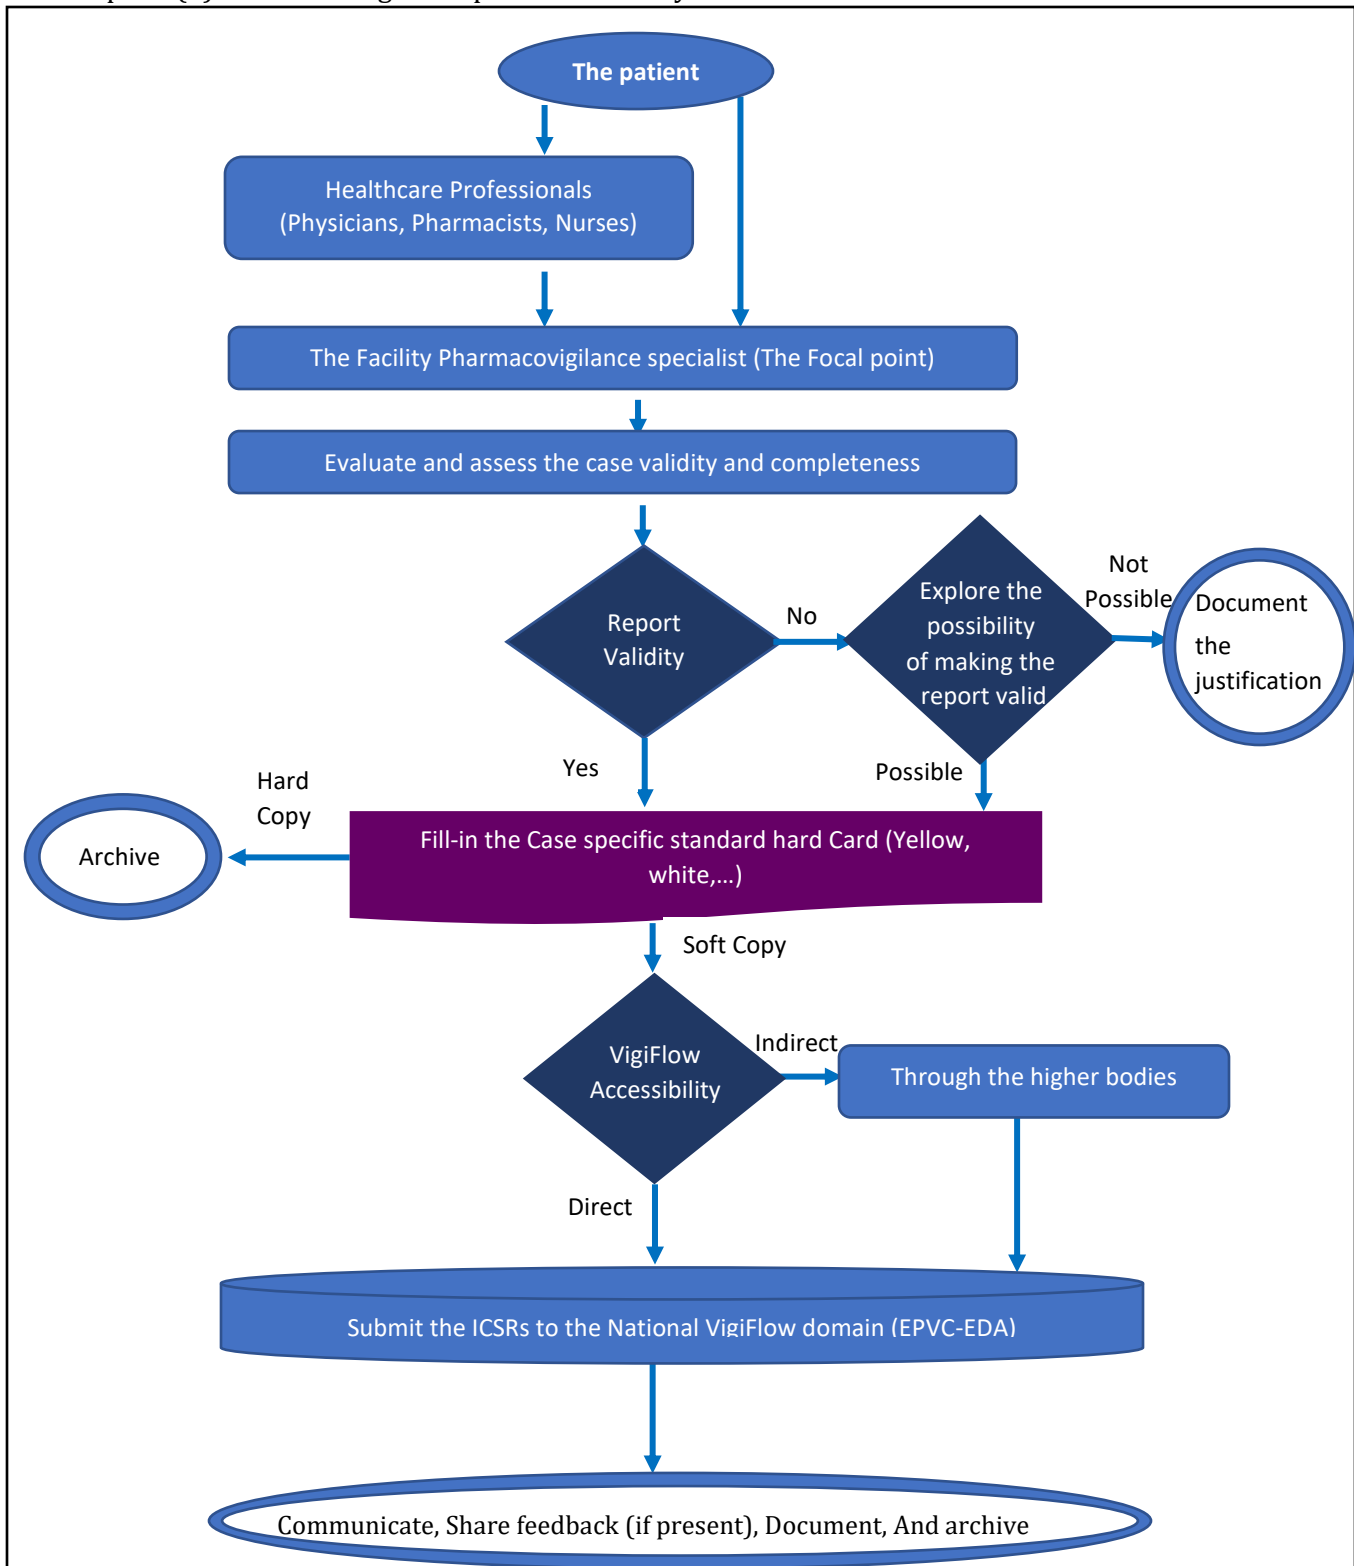 The patient
Healthcare Professionals
(Physicians, Pharmacists, Nurses)
The Facility Pharmacovigilance specialist (The Focal point)
Evaluate and assess the case validity and completeness
Report
Validity
No
Explore the
possibility
of making the
report valid
Not
Possible
Document
the
justification
Yes
Possible
Hard
Copy
Archive
Fill-in the Case specific standard hard Card (Yellow,
white,...)
Soft Copy
VigiFlow
Accessibility
Indirect
Through the higher bodies
Direct
Submit the ICSRs to the National VigiFlow domain (EPVC-EDA)
Communicate, Share feedback (if present), Document, And archive